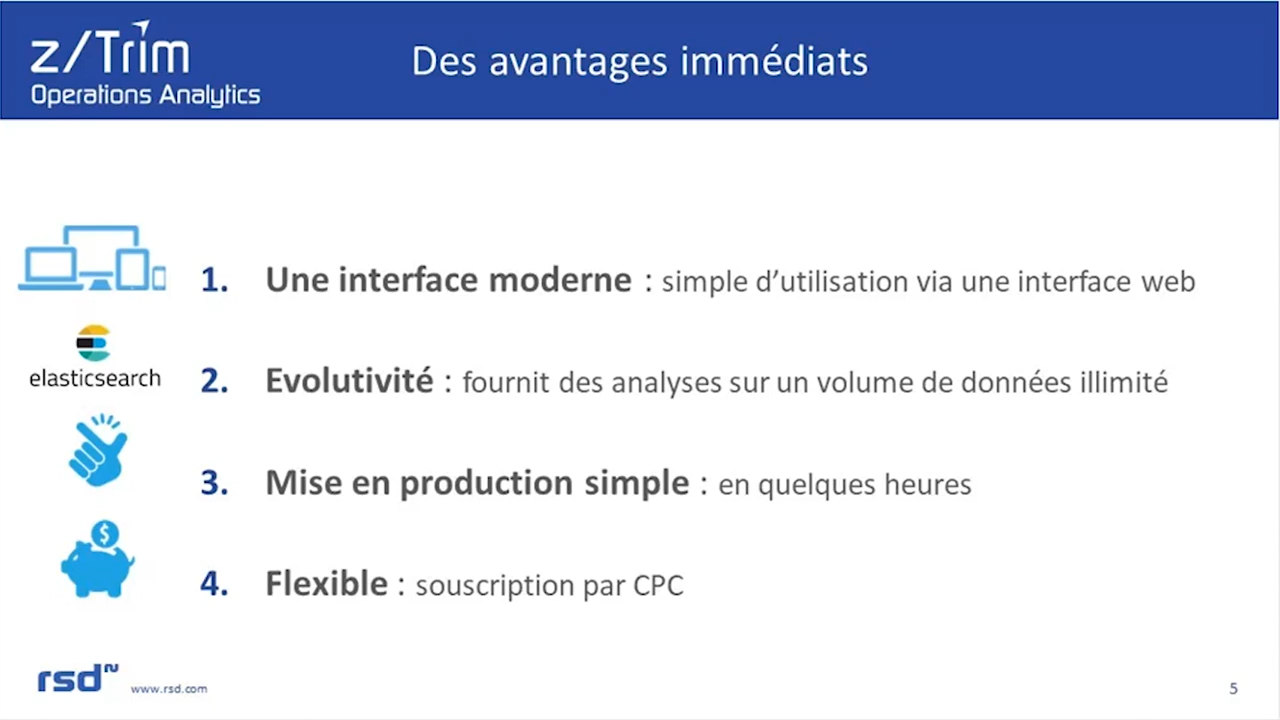 z/Trim
Operations Analytics
Des avantages immédiats
1. Une interface moderne : simple d’utilisation via une interface web
elasticsearch
2. Evolutivité : fournit des analyses sur un volume de données illimité
3. Mise en production simple : en quelques heures
$
4. Flexible : souscription par CPC
rsd www.rsd.com
5